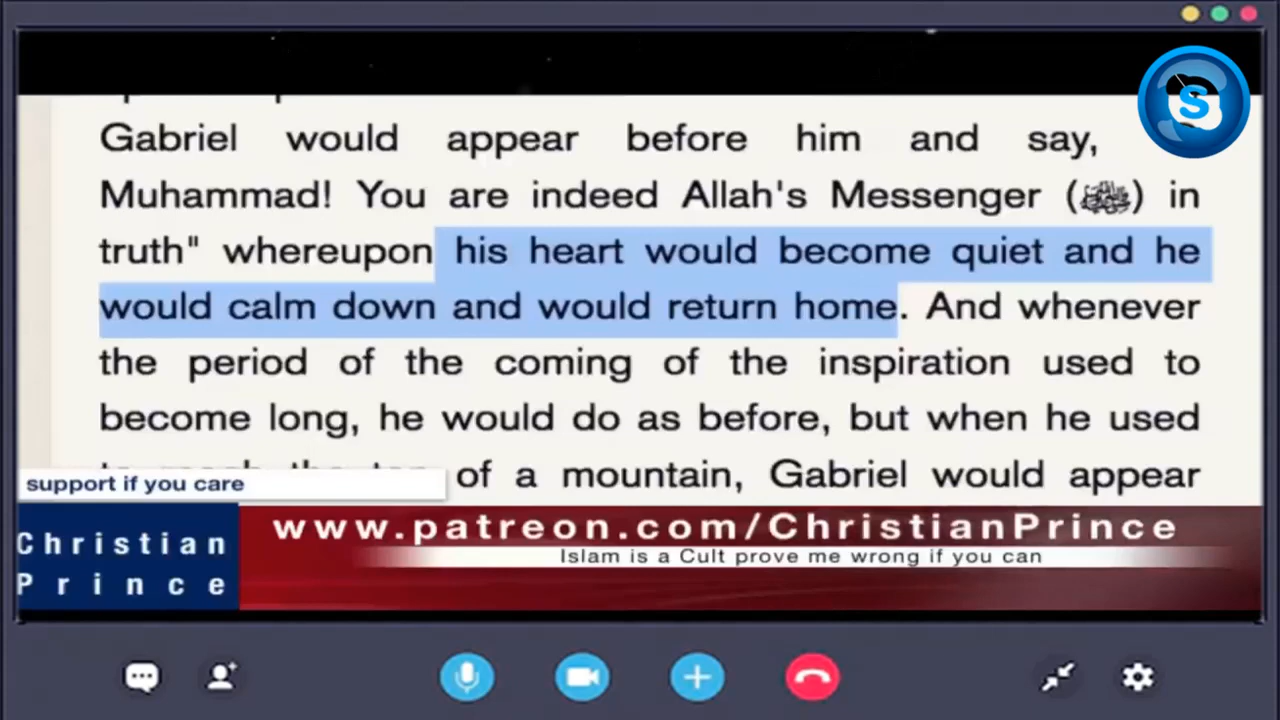 Gabriel would appear before him and say,
Muhammad! You are indeed Allah's Messenger (ﷺ) in
truth" whereupon his heart would become quiet and he
would calm down and would return home. And whenever
the period of the coming of the inspiration used to
become long, he would do as before, but when he used
of a mountain, Gabriel would appear
support if you care
Christian
Prince
www.patreon.com/ChristianPrince
Islam is a Cult prove me wrong if you can
S